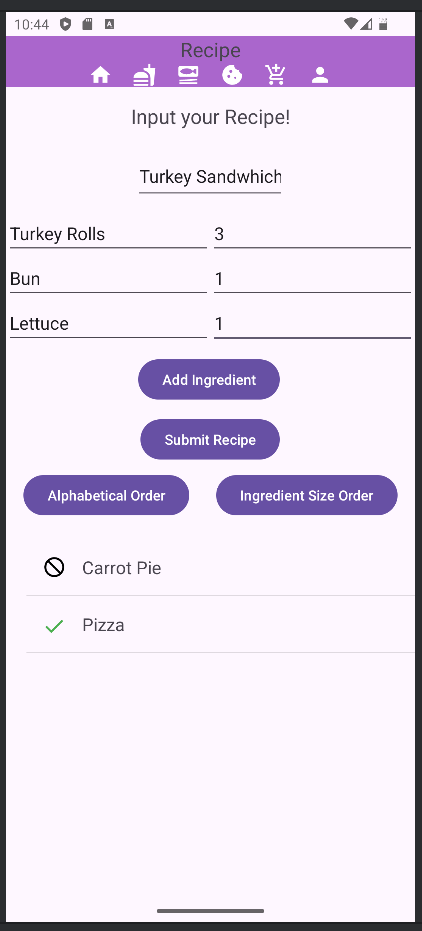 10:44
Recipe
Input your Recipe!
Turkey Sandwhich
Turkey Rolls 3
Bun 1
Lettuce 1
Add Ingredient
Submit Recipe
Alphabetical Order Ingredient Size Order
Carrot Pie
Pizza